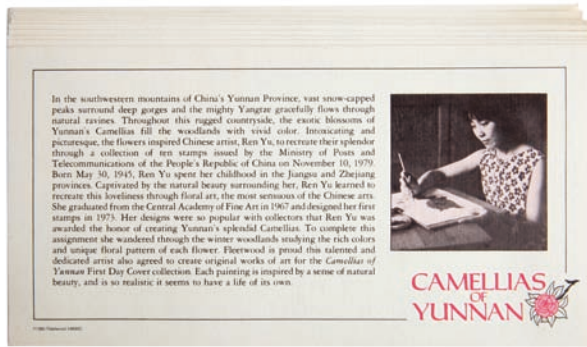 In the southwestern mountains of China's Yunnan Province, vast snow-capped
peaks surround deep gorges and the mighty Yangtze gracefully flows through
natural ravines. Throughout this rugged countryside, the exotic blossoms of
Yunnan's Camellias fill the woodlands with vivid color. Intoxicating and
picturesque, the flowers inspired Chinese artist, Ren Yu, to recreate their splendor
through a collection of ten stamps issued by the Ministry of Posts and
Telecommunications of the People's Republic of China on November 10, 1979.
Born May 30, 1945, Ren Yu spent her childhood in the Jiangsu and Zhejiang
provinces. Captivated by the natural beauty surrounding her, Ren Yu learned to
recreate this loveliness through floral art, the most sensuous of the Chinese arts.
She graduated from the Central Academy of Fine Art in 1967 and designed her first
stamps in 1973. Her designs were so popular with collectors that Ren Yu was
awarded the honor of creating Yunnan's splendid Camellias. To complete this
assignment she wandered through the winter woodlands studying the rich colors
and unique floral pattern of each flower. Fleetwood is proud this talented and
dedicated artist also agreed to create original works of art for the Camellias of
Yunnan First Day Cover collection. Each painting is inspired by a sense of natural
beauty, and is so realistic it seems to have a life of its own.
CAMELLIAS
OF
YUNNAN